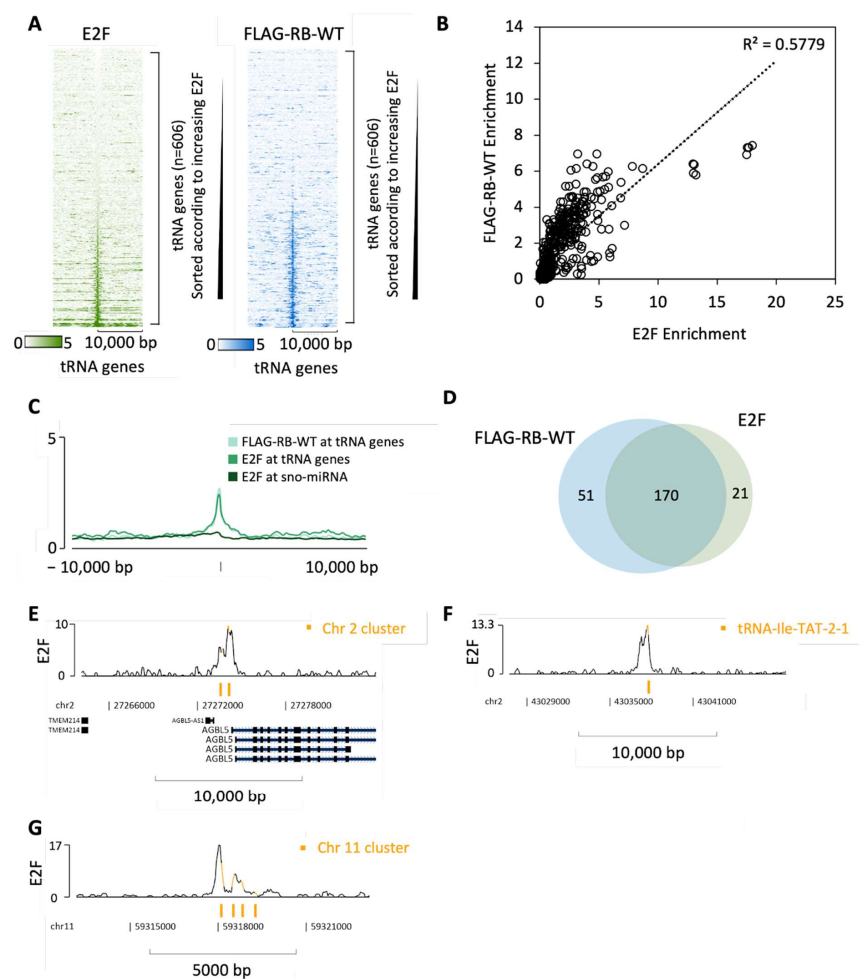 A
E2F
FLAG-RB-WT
tRNA genes (n=606)
Sorted according to increasing E2F
tRNA genes (n=606)
Sorted according to increasing E2F
0 5
10,000 bp
0 5
10,000 bp
tRNA genes
tRNA genes
B
R² = 0.5779
FLAG-RB-WT Enrichment
14
12
10
8
6
4
2
0
0 5 10 15 20 25
E2F Enrichment
C
5
0
FLAG-RB-WT at tRNA genes
E2F at tRNA genes
E2F at sno-miRNA
− 10,000 bp
10,000 bp
D
FLAG-RB-WT
E2F
51 170 21
E
E2F
10
0
Chr 2 cluster
chr2 | 27266000 | 27272000 | 27278000
TMEM214
TMEM214
AGBL5-AS1
AGBL5
AGBL5
AGBL5
AGBL5
10,000 bp
F
E2F
13.3
0
tRNA-Ile-TAT-2-1
chr2 | 43029000 | 43035000 | 43041000
10,000 bp
G
E2F
17
0
Chr 11 cluster
chr11 | 59315000 | 59318000 | 59321000
5000 bp